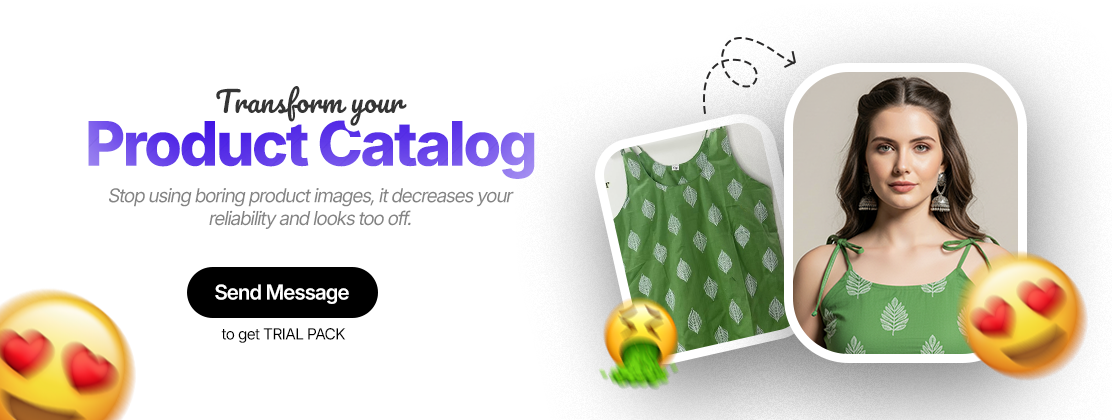 Transform your
Product Catalog
Stop using boring product images, it decreases your
reliability and looks too off.
Send Message
to get TRIAL PACK